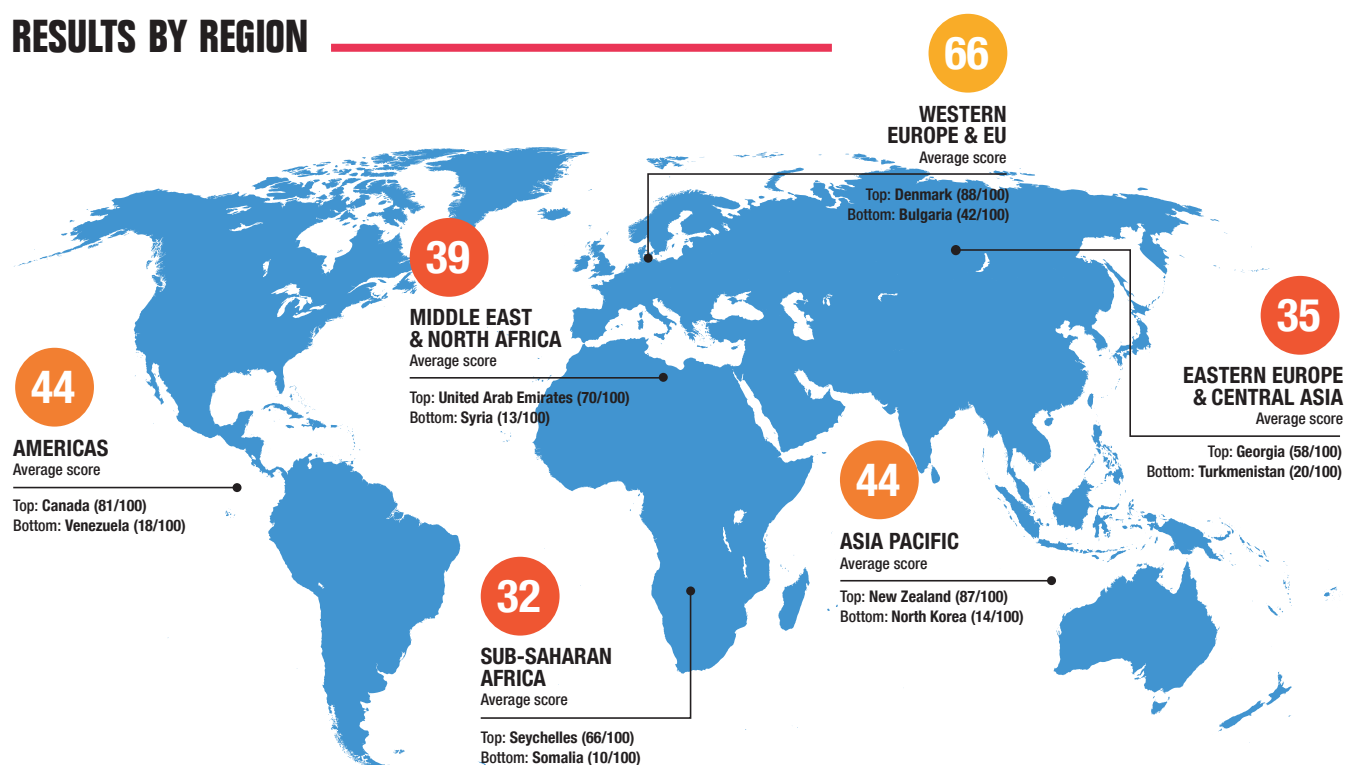 RESULTS BY REGION
66
WESTERN
EUROPE & EU
Average score
Top: Denmark (88/100)
Bottom: Bulgaria (42/100)
39
MIDDLE EAST
& NORTH AFRICA
Average score
Top: United Arab Emirates (70/100)
Bottom: Syria (13/100)
35
EASTERN EUROPE
& CENTRAL ASIA
Average score
Top: Georgia (58/100)
Bottom: Turkmenistan (20/100)
44
AMERICAS
Average score
Top: Canada (81/100)
Bottom: Venezuela (18/100)
44
ASIA PACIFIC
Average score
Top: New Zealand (87/100)
Bottom: North Korea (14/100)
32
SUB-SAHARAN
AFRICA
Average score
Top: Seychelles (66/100)
Bottom: Somalia (10/100)